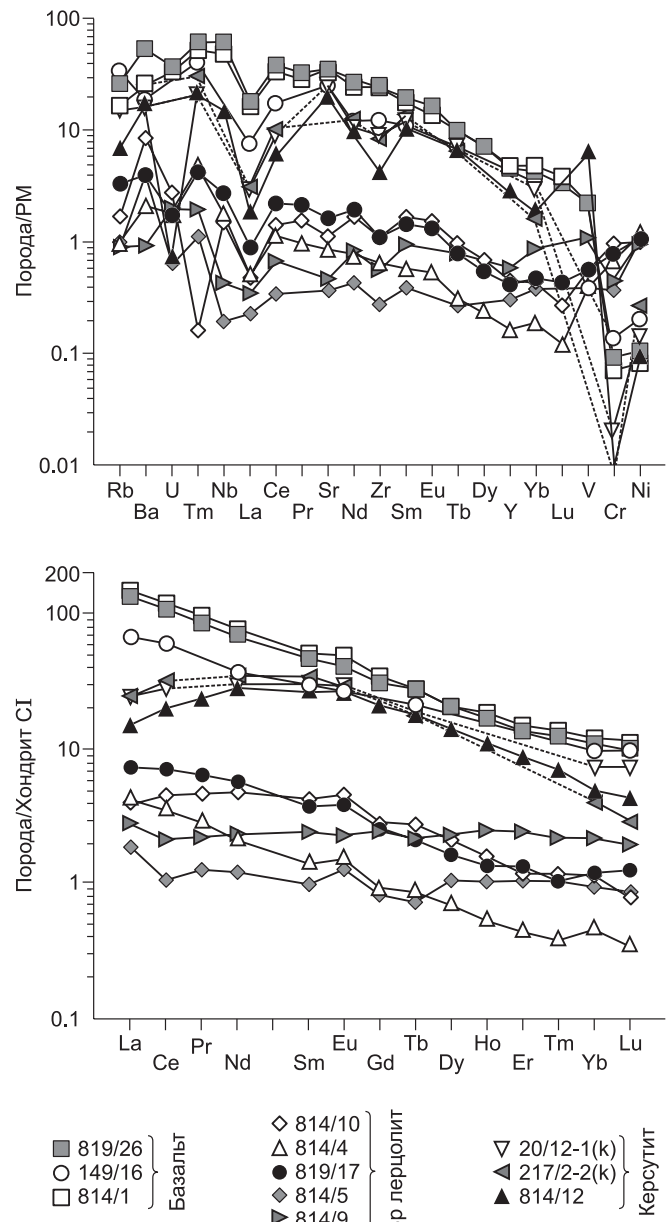 100
10
1
0.1
0.01
Порода/PM
Rb U Nb Ce Sr Zr Eu Dy Yb V Ni
Ba Tm La Pr Nd Sm Tb Y Lu Cr
200
100
10
1
0.1
Порода/Хондрит CI
La Pr Eu Tb Ho Tm Lu
Ce Nd Sm Gd Dy Er Yb
819/26
149/16
814/1
Базальт
814/10
814/4
819/17
814/5
814/9
лерцолит
20/12-1(k)
217/2-2(k)
814/12
Керсутит